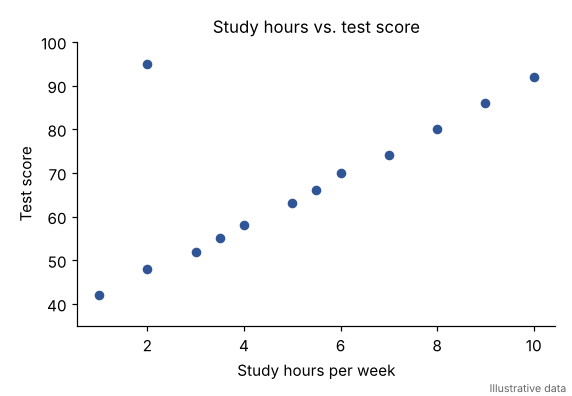 Study hours vs. test score
100
90
80
70
60
50
40
Test score
2 4 6 8 10
Study hours per week
Illustrative data